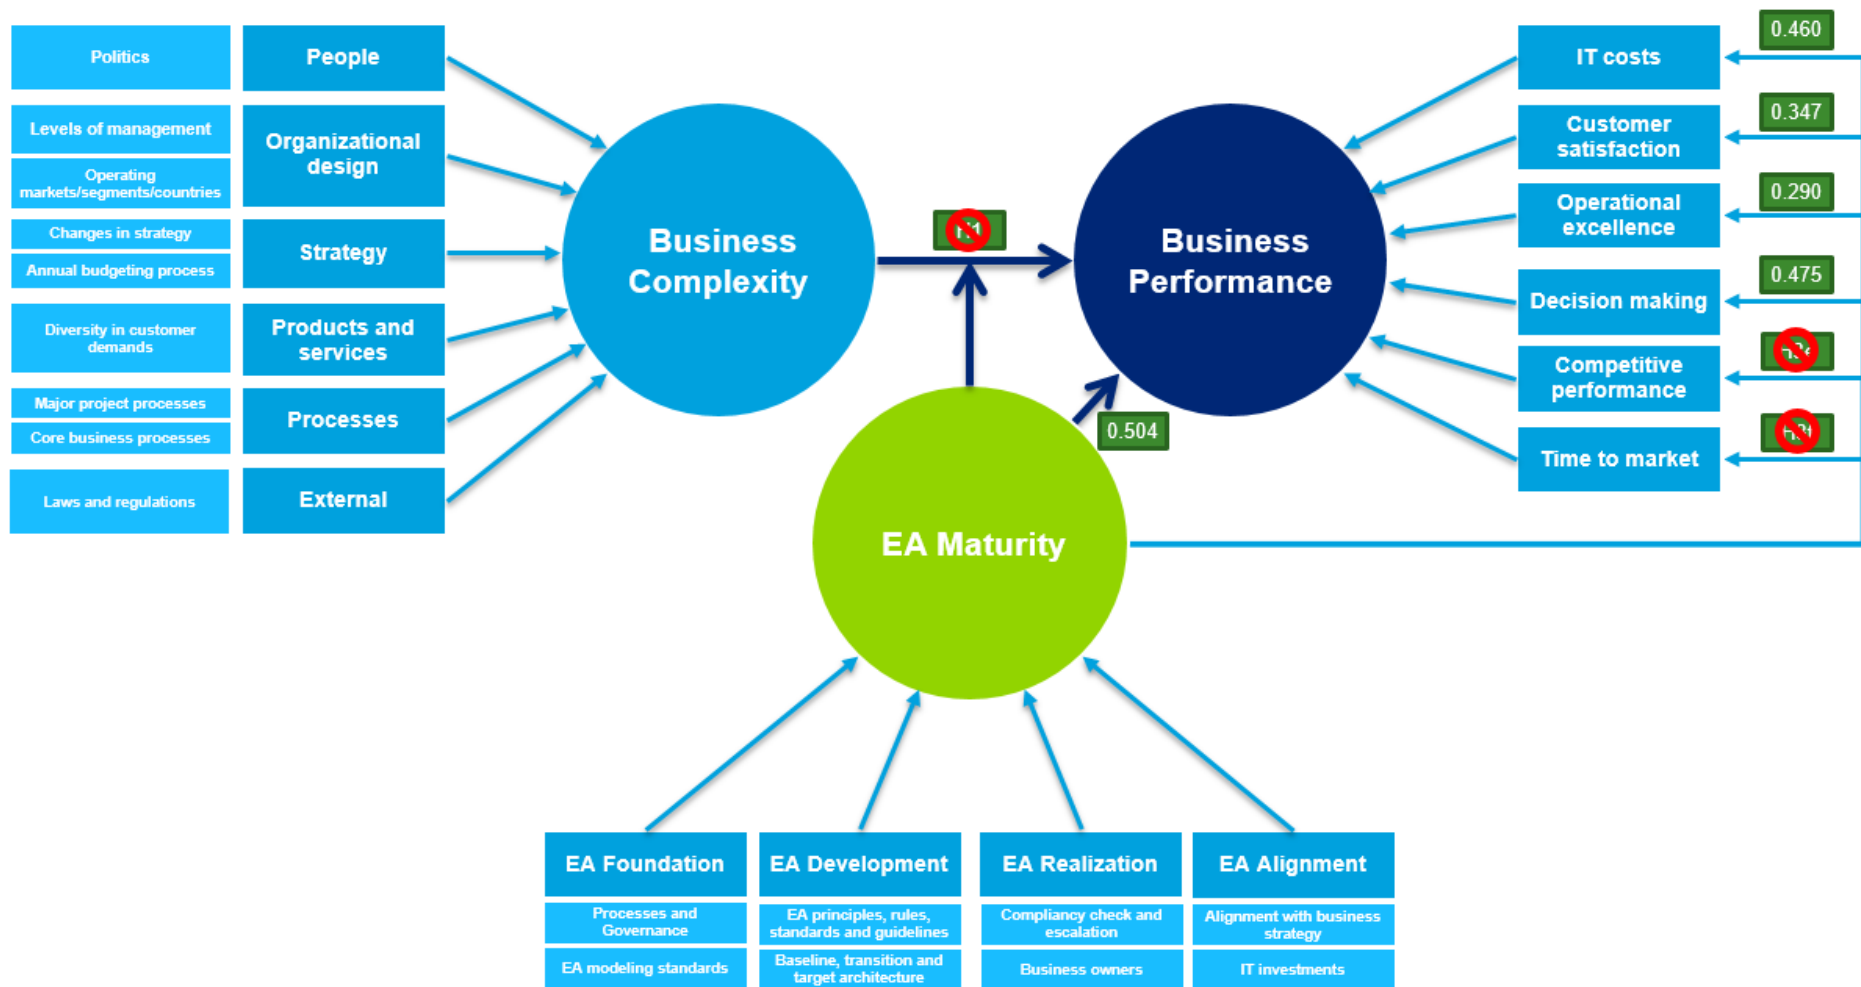 Politics
People
Levels of management
Operating
markets/segments/countries
Organizational
design
Changes in strategy
Annual budgeting process
Strategy
Diversity in customer
demands
Products and
services
Major project processes
Core business processes
Processes
Laws and regulations
External
Business
Complexity
Business
Performance
EA Maturity
0.504
IT costs
0.460
Customer
satisfaction
0.347
Operational
excellence
0.290
Decision making
0.475
Competitive
performance
Time to market
EA Foundation
Processes and
Governance
EA modeling standards
EA Development
EA principles, rules,
standards and guidelines
Baseline, transition and
target architecture
EA Realization
Compliancy check and
escalation
Business owners
EA Alignment
Alignment with business
strategy
IT investments